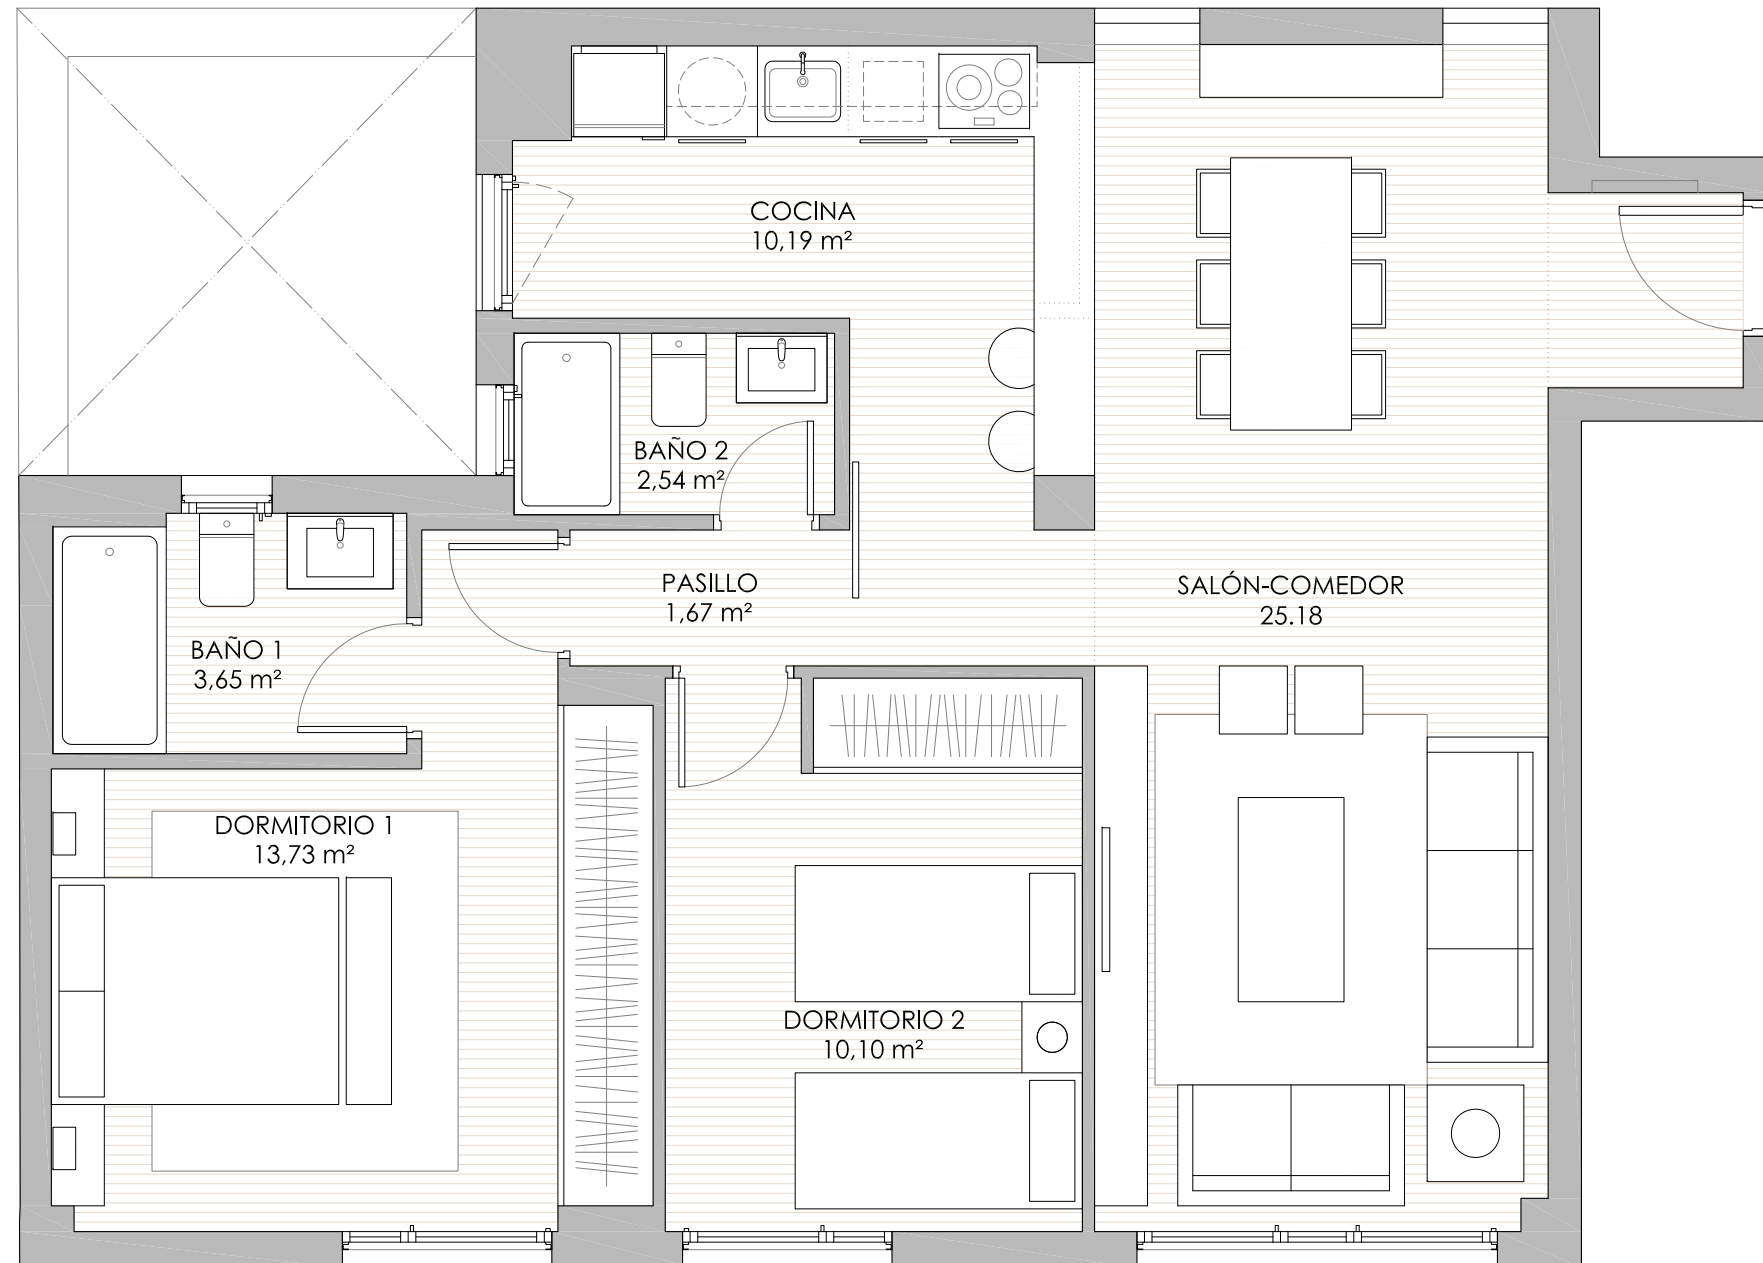 COCINA
10,19 m²
BAÑO 2
2,54 m²
PASILLO
1,67 m²
SALÓN-COMEDOR
25.18
BAÑO 1
3,65 m²
DORMITORIO 1
13,73 m²
DORMITORIO 2
10,10 m²